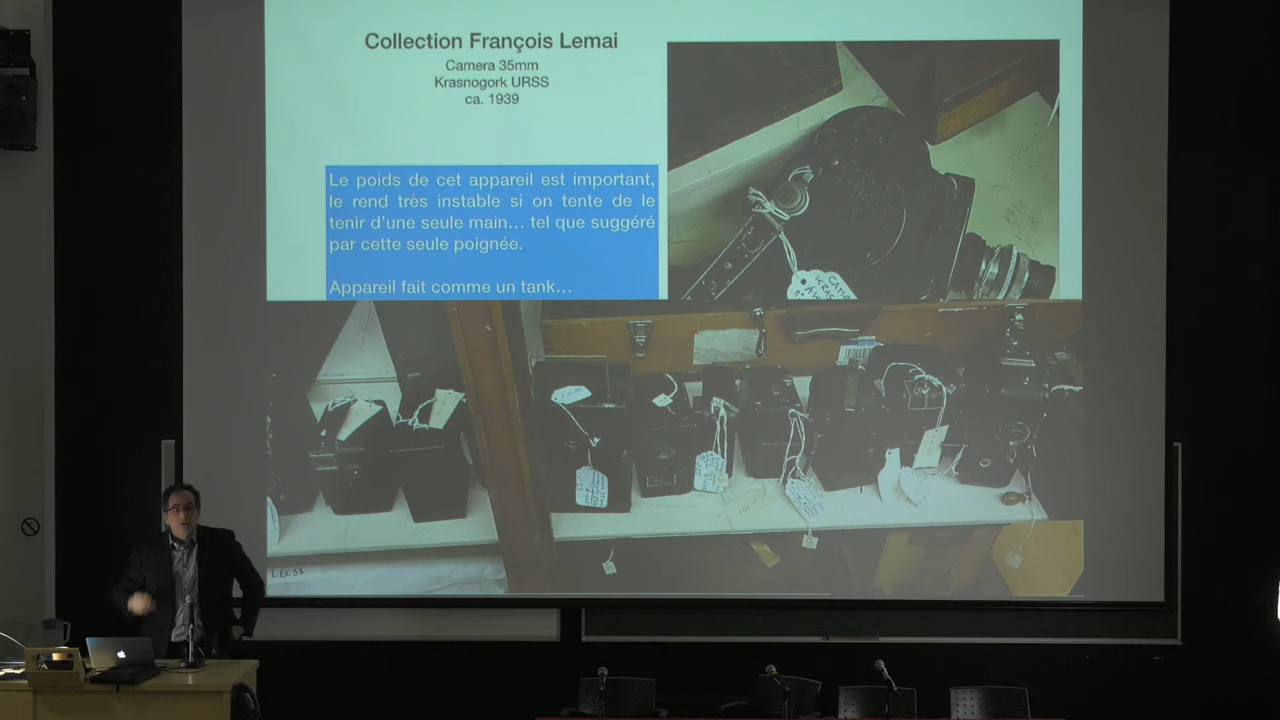 Collection François Lemai
Camera 35mm
Krasnogork URSS
ca. 1939
Le poids de cet appareil est important,
le rend très instable si on tente de le
tenir d'une seule main... tel que suggéré
par cette seule poignée.
Appareil fait comme un tank...